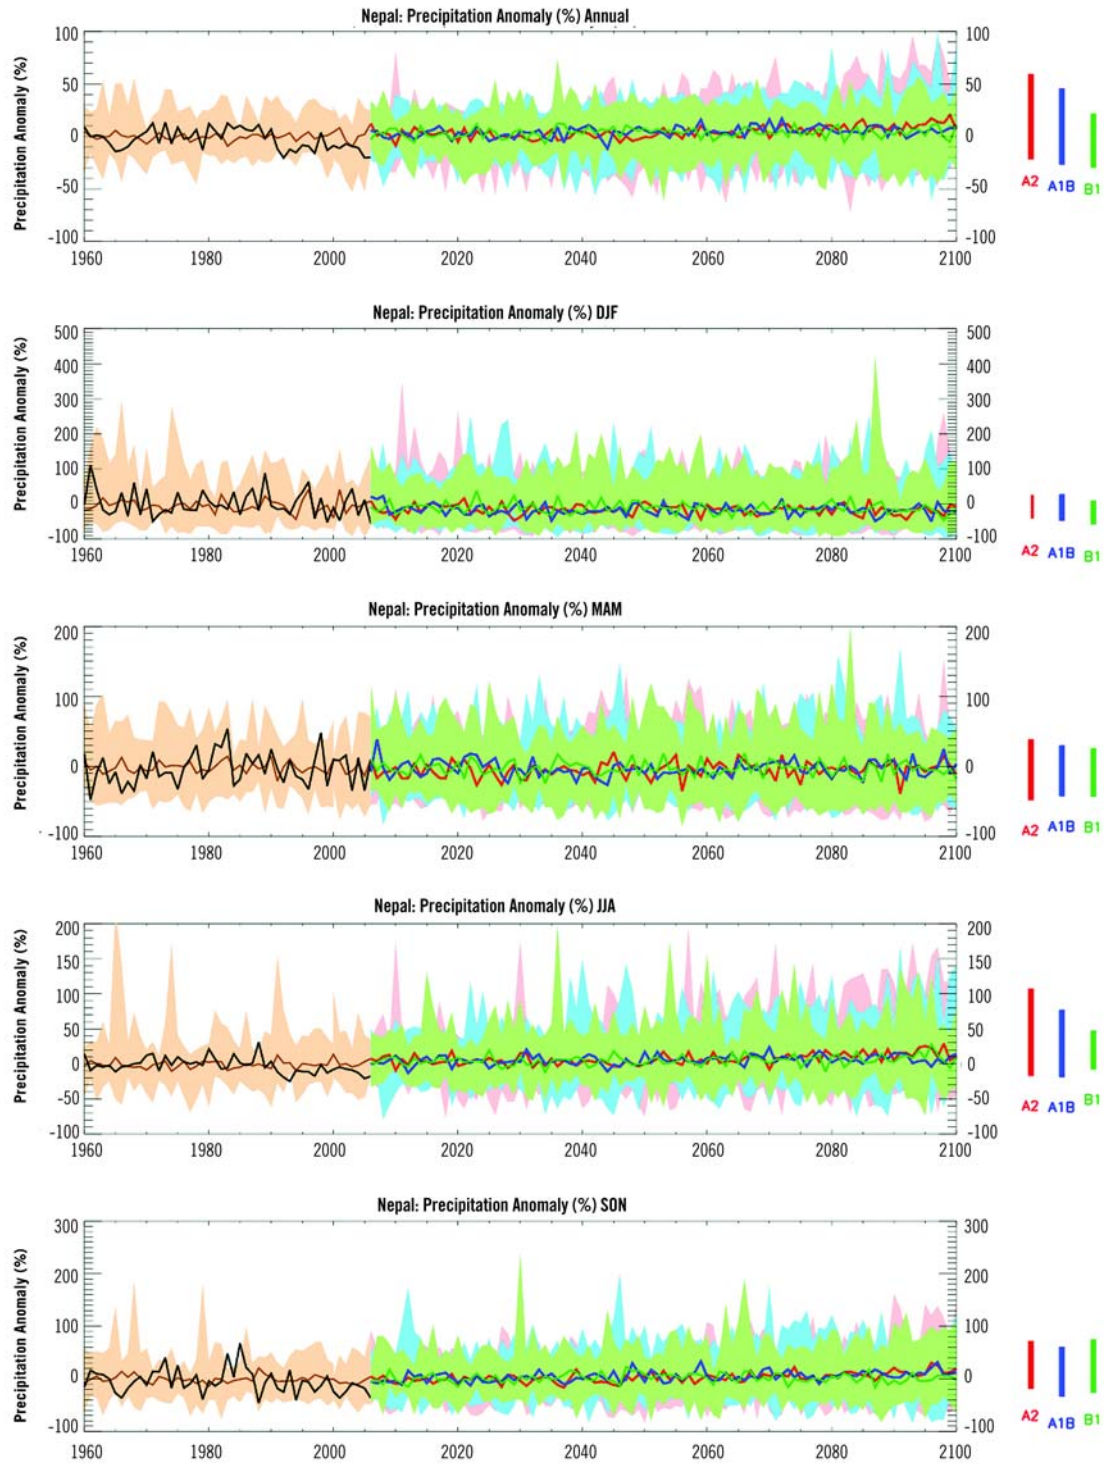 Nepal: Precipitation Anomaly (%) Annual
Precipitation Anomaly (%)
100 100
50 50
0 0
-50 -50
-100 -100
1960 1980 2000 2020 2040 2060 2080 2100
A2 A1B B1
Nepal: Precipitation Anomaly (%) DJF
Precipitation Anomaly (%)
500 500
400 400
300 300
200 200
100 100
0 0
-100 -100
1960 1980 2000 2020 2040 2060 2080 2100
A2 A1B B1
Nepal: Precipitation Anomaly (%) MAM
Precipitation Anomaly (%)
200 200
100 100
0 0
-100 -100
1960 1980 2000 2020 2040 2060 2080 2100
A2 A1B B1
Nepal: Precipitation Anomaly (%) JJA
Precipitation Anomaly (%)
200 200
150 150
100 100
50 50
0 0
-50 -50
-100 -100
1960 1980 2000 2020 2040 2060 2080 2100
A2 A1B B1
Nepal: Precipitation Anomaly (%) SON
Precipitation Anomaly (%)
300 300
200 200
100 100
0 0
-100 -100
1960 1980 2000 2020 2040 2060 2080 2100
A2 A1B B1